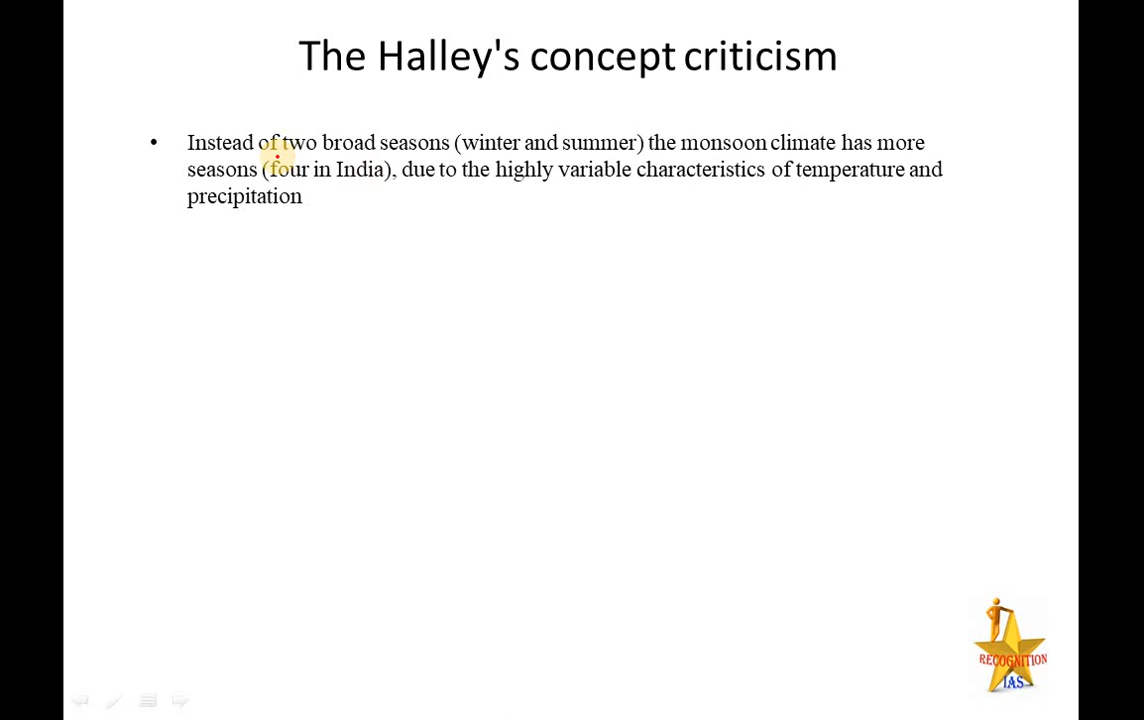 The Halley's concept criticism
• Instead of two broad seasons (winter and summer) the monsoon climate has more
seasons (four in India), due to the highly variable characteristics of temperature and
precipitation
RECOGNITION
IAS